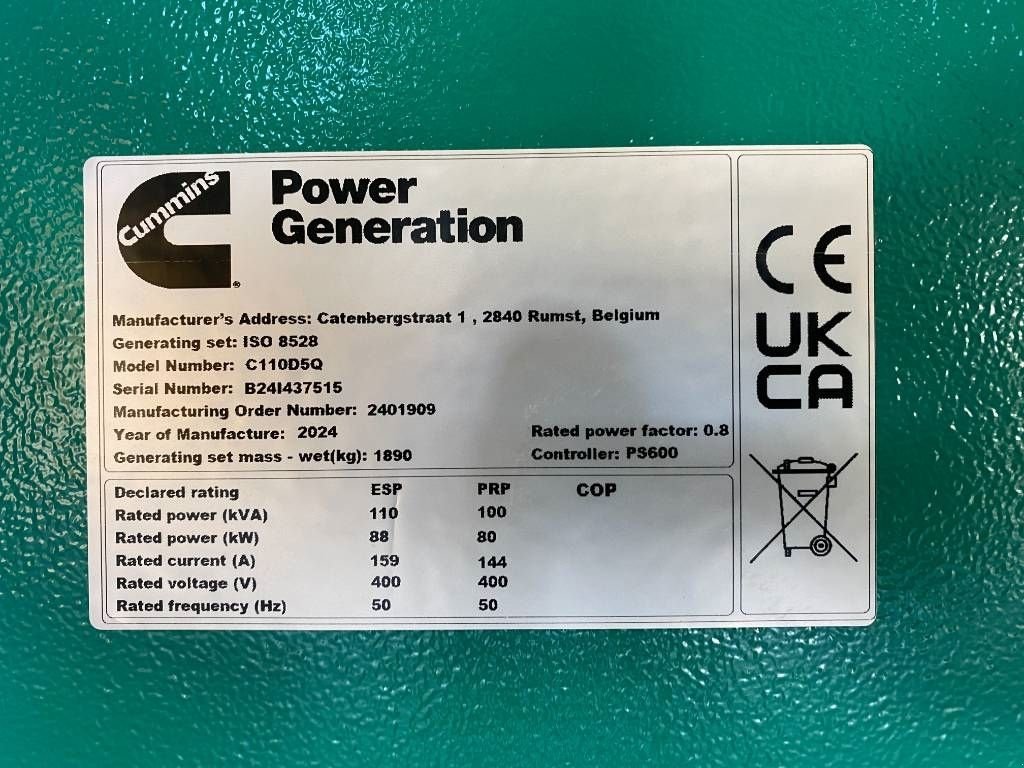 Cummins
Power
Generation
Manufacturer's Address: Catenbergstraat 1 , 2840 Rumst, Belgium
Generating set: ISO 8528
Model Number: C110D5Q
Serial Number: B24I437515
Manufacturing Order Number: 2401909
Year of Manufacture: 2024
Rated power factor: 0.8
Generating set mass - wet(kg): 1890
Controller: PS600
Declared rating ESP PRP COP
Rated power (kVA) 110 100
Rated power (kW) 88 80
Rated current (A) 159 144
Rated voltage (V) 400 400
Rated frequency (Hz) 50 50
CE
UK
CA